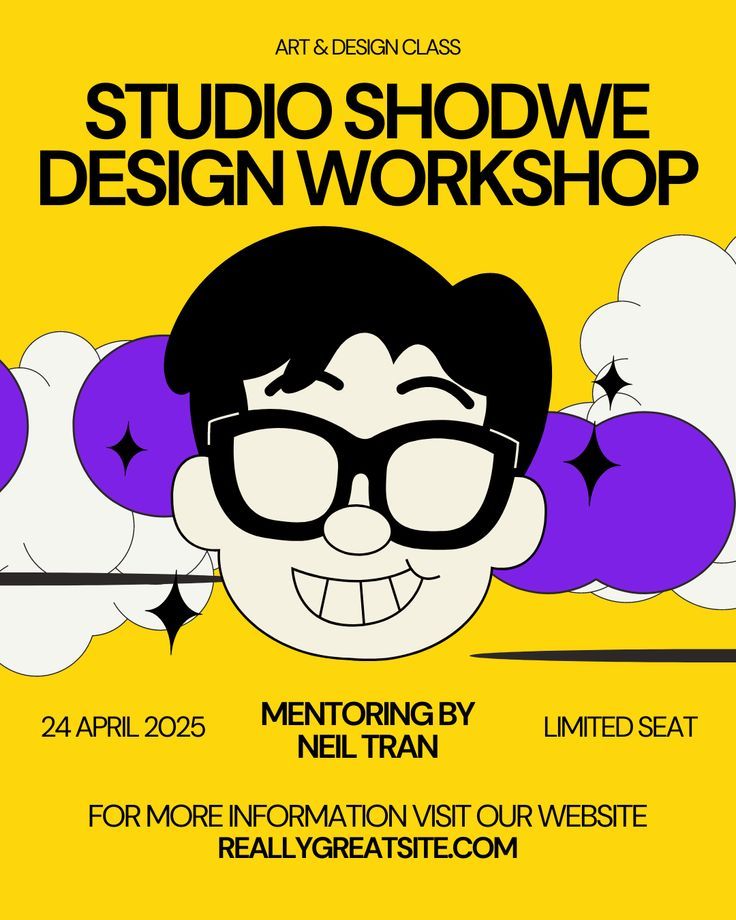 ART & DESIGN CLASS
STUDIO SHODWE
DESIGN WORKSHOP
24 APRIL 2025
MENTORING BY
NEIL TRAN
LIMITED SEAT
FOR MORE INFORMATION VISIT OUR WEBSITE
REALLYGREATSITE.COM